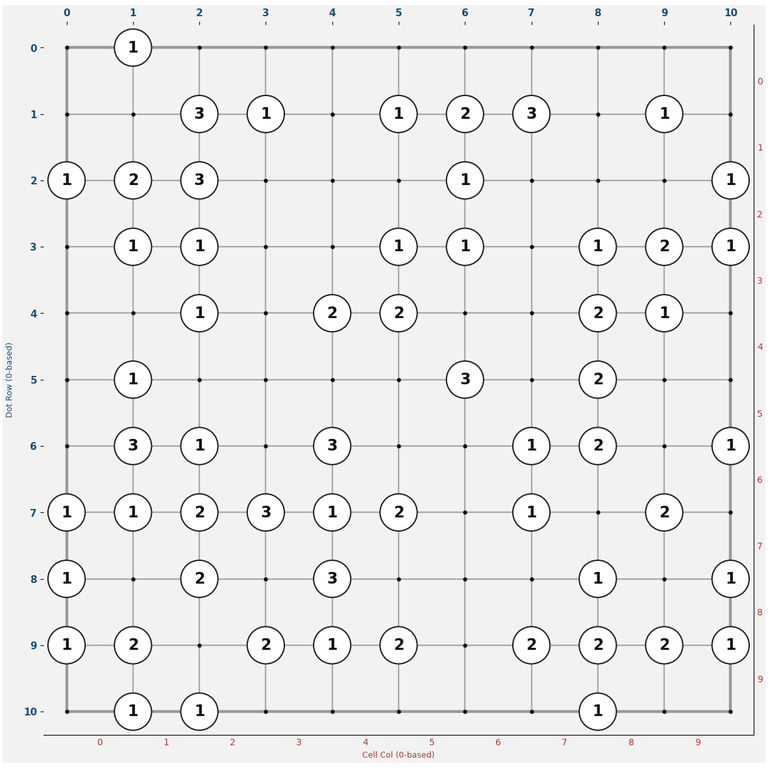 0 1 2 3 4 5 6 7 8 9 10
0 1
0
1 3 1 1 2 3 1
1
2 1 2 3 1 1
2
3 1 1 1 1 1 2 1
3
4 1 2 2 2 1
4
5 1 3 2
5
6 3 1 3 1 2 1
6
7 1 1 2 3 1 2 1 2
7
8 1 2 3 1 1
8
9 1 2 2 1 2 2 2 2 1
9
10 1 1 1
0 1 2 3 4 5 6 7 8 9
Cell Col (0-based)
Dot Row (0-based)